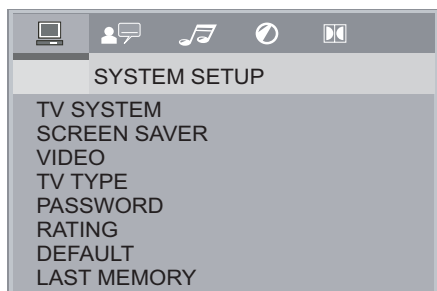 SYSTEM SETUP
TV SYSTEM
SCREEN SAVER
VIDEO
TV TYPE
PASSWORD
RATING
DEFAULT
LAST MEMORY